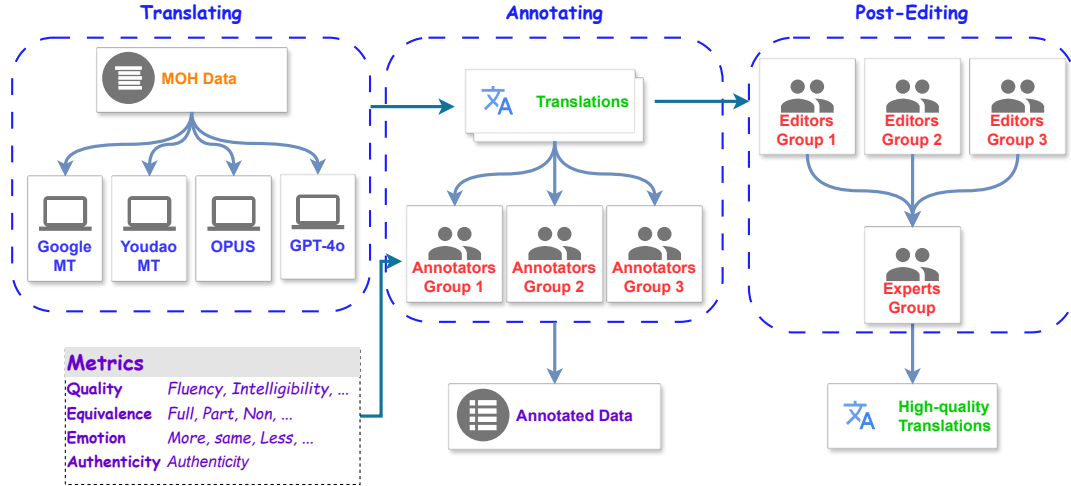 Translating
MOH Data
Google
MT
Youdao
MT
OPUS
GPT-4o
Metrics
Quality Fluency, Intelligibility, ...
Equivalence Full, Part, Non, ...
Emotion More, same, Less, ...
Authenticity Authenticity
Annotating
Translations
Annotators
Group 1
Annotators
Group 2
Annotators
Group 3
Annotated Data
Post-Editing
Editors
Group 1
Editors
Group 2
Editors
Group 3
Experts
Group
High-quality
Translations